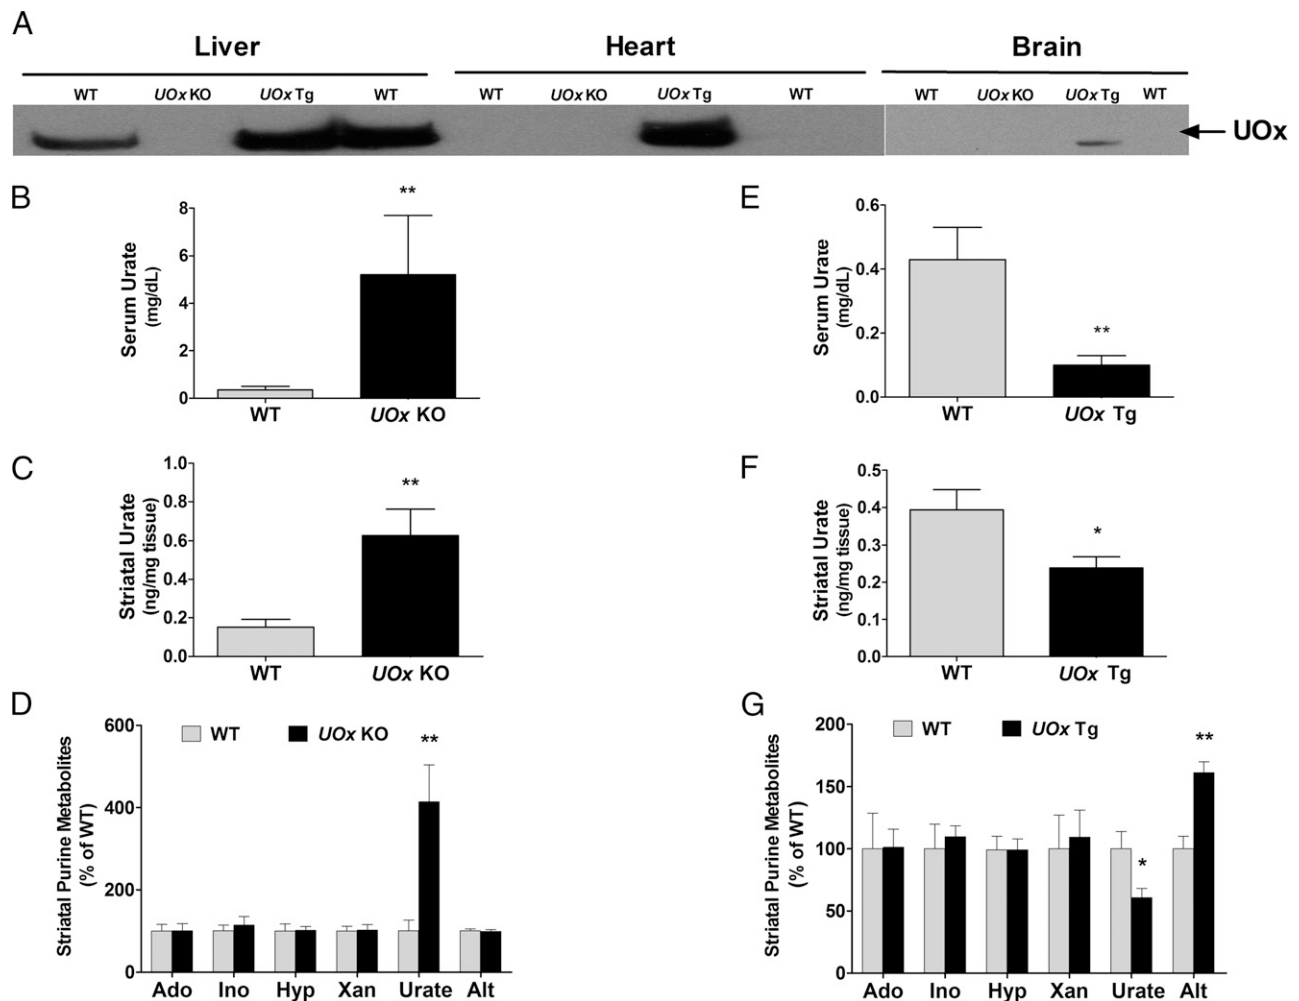 A
Liver Heart Brain
WT UOx KO UOx Tg WT WT UOx KO UOx Tg WT WT UOx KO UOx Tg WT
UOx
B
**
Serum Urate
(mg/dL)
8
6
4
2
0
WT UOx KO
E
Serum Urate
(mg/dL)
0.6
0.4
0.2
0.0
**
WT UOx Tg
C
**
Striatal Urate
(ng/mg tissue)
1.0
0.8
0.6
0.4
0.2
0.0
WT UOx KO
F
Striatal Urate
(ng/mg tissue)
0.5
0.4
0.3
0.2
0.1
0.0
*
WT UOx Tg
D
WT UOx KO
**
Striatal Purine Metabolites
(% of WT)
600
400
200
0
Ado Ino Hyp Xan Urate Alt
G
WT UOx Tg
**
*
Striatal Purine Metabolites
(% of WT)
200
150
100
50
0
Ado Ino Hyp Xan Urate Alt